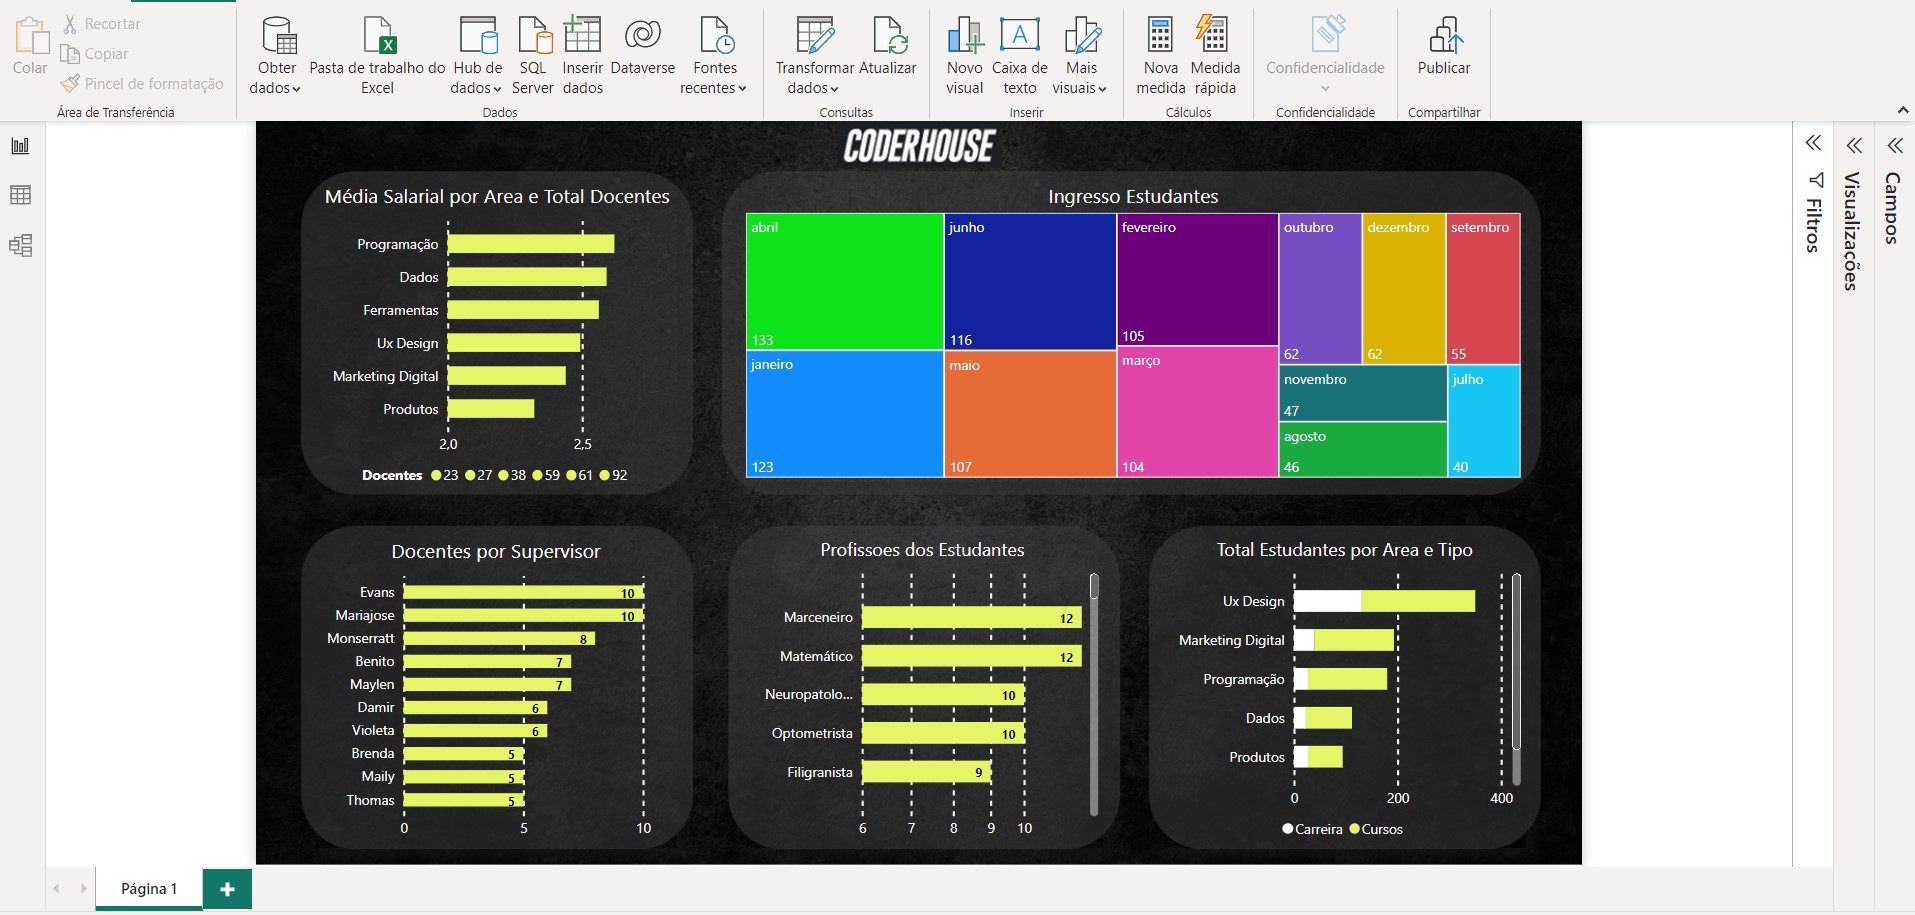 Colar
Recortar
Copiar
Pincel de formatação
Área de Transferência
Obter dados
Pasta de trabalho do Excel
Hub de dados
SQL Server
Inserir dados
Dataverse
Fontes recentes
Dados
Transformar dados
Atualizar
Consultas
Novo visual
Caixa de texto
Mais visuais
Inserir
Nova medida
Medida rápida
Cálculos
Confidencialidade
Confidencialidade
Publicar
Compartilhar
CODERHOUSE
Média Salarial por Area e Total Docentes
Programação
Dados
Ferramentas
Ux Design
Marketing Digital
Produtos
2,0 2,5
Docentes 23 27 38 59 61 92
Ingresso Estudantes
abril
133
junho
116
fevereiro
105
outubro
62
dezembro
62
setembro
55
janeiro
123
maio
107
março
104
novembro
47
agosto
46
julho
40
Docentes por Supervisor
Evans 10
Mariajose 10
Monserratt 8
Benito 7
Maylen 7
Damir 6
Violeta 6
Brenda 5
Maily 5
Thomas 5
0 5 10
Profissoes dos Estudantes
Marceneiro 12
Matemático 12
Neuropatolo... 10
Optometrista 10
Filigranista 9
6 7 8 9 10
Total Estudantes por Area e Tipo
Ux Design
Marketing Digital
Programação
Dados
Produtos
0 200 400
Carreira Cursos
Filtros
Visualizações
Campos
Página 1